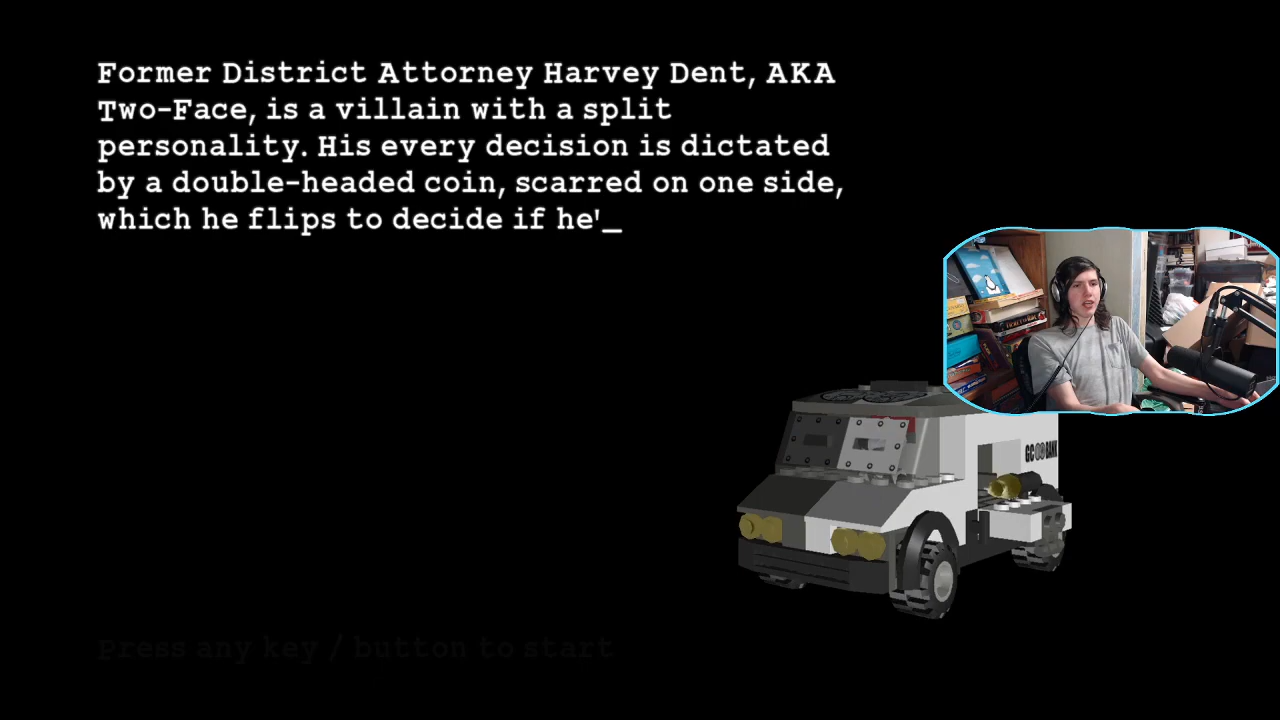 Former District Attorney Harvey Dent, AKA
Two-Face, is a villain with a split
personality. His every decision is dictated
by a double-headed coin, scarred on one side,
which he flips to decide if he'_
GC BANK
Press any key / button to start